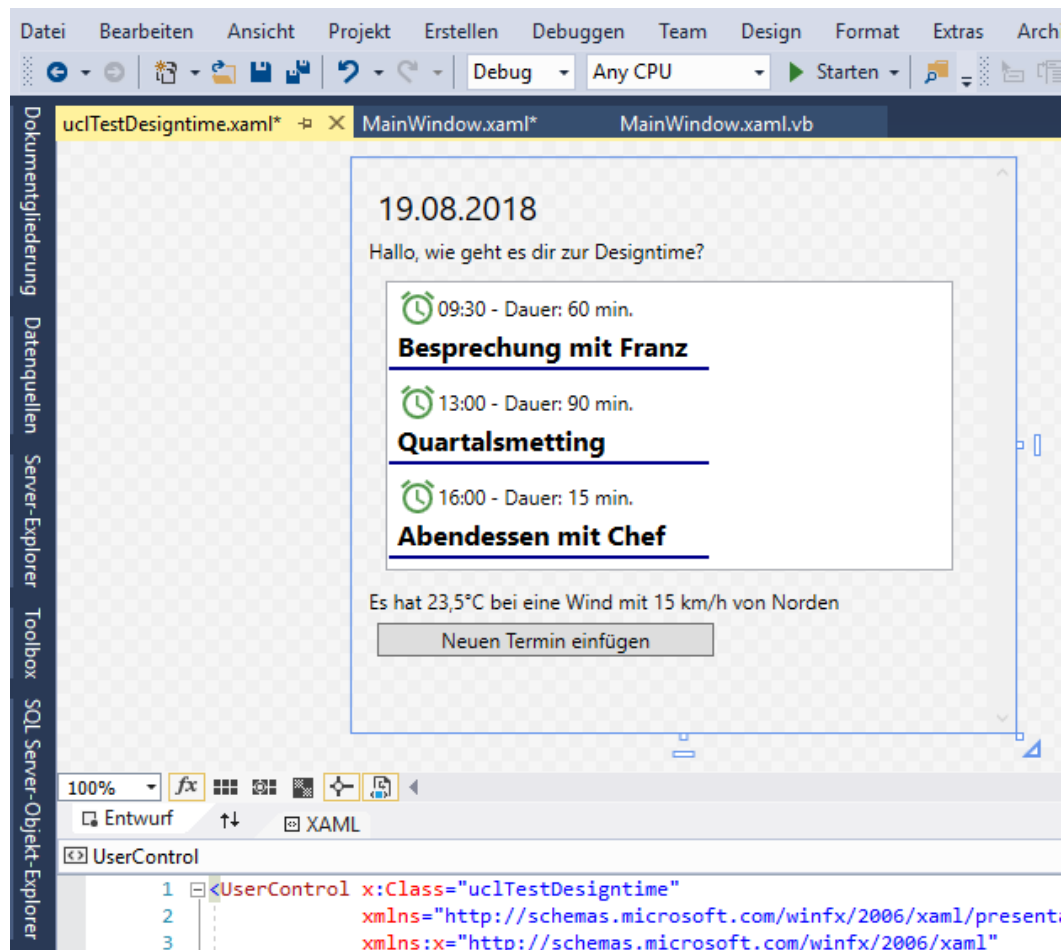 Datei Bearbeiten Ansicht Projekt Erstellen Debuggen Team Design Format Extras Arch
Debug Any CPU Starten
uclTestDesigntime.xaml* MainWindow.xaml* MainWindow.xaml.vb
Dokumentgliederung
Datenquellen
Server-Explorer
Toolbox
SQL Server-Objekt-Explorer
19.08.2018
Hallo, wie geht es dir zur Designtime?
09:30 - Dauer: 60 min.
Besprechung mit Franz
13:00 - Dauer: 90 min.
Quartalsmetting
16:00 - Dauer: 15 min.
Abendessen mit Chef
Es hat 23,5°C bei eine Wind mit 15 km/h von Norden
Neuen Termin einfügen
100% fx
Entwurf XAML
UserControl
1 <UserControl x:Class="uclTestDesigntime"
2 xmlns="http://schemas.microsoft.com/winfx/2006/xaml/presenta
3 xmlns:x="http://schemas.microsoft.com/winfx/2006/xaml"